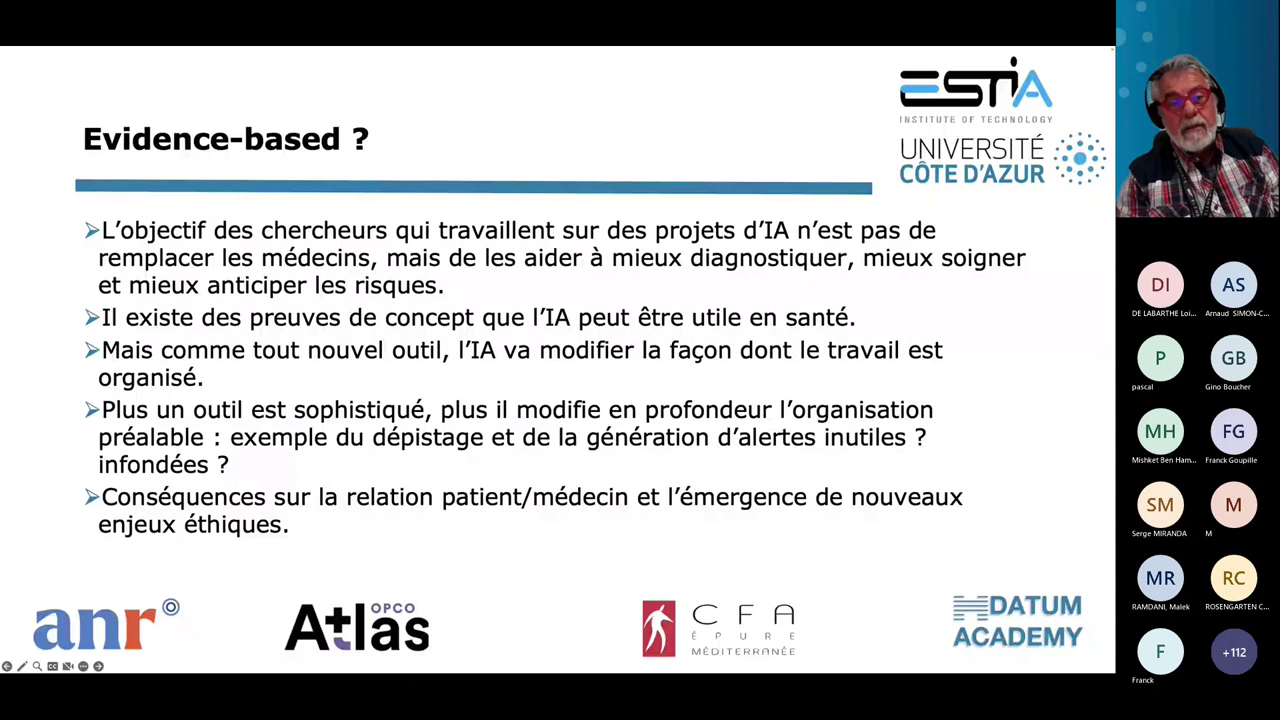 ESTIA
INSTITUTE OF TECHNOLOGY
UNIVERSITÉ
CÔTE D'AZUR
Evidence-based ?
L'objectif des chercheurs qui travaillent sur des projets d'IA n'est pas de
remplacer les médecins, mais de les aider à mieux diagnostiquer, mieux soigner
et mieux anticiper les risques.
Il existe des preuves de concept que l'IA peut être utile en santé.
Mais comme tout nouvel outil, l'IA va modifier la façon dont le travail est
organisé.
Plus un outil est sophistiqué, plus il modifie en profondeur l'organisation
préalable : exemple du dépistage et de la génération d'alertes inutiles ?
infondées ?
Conséquences sur la relation patient/médecin et l'émergence de nouveaux
enjeux éthiques.
anr
OPCO
Atlas
CFA
ÉPURE
MÉDITERRANÉE
DATUM
ACADEMY
DI
DE LABARTHE Loi...
AS
Arnaud SIMON-C...
P
pascal
GB
Gino Boucher
MH
Mishket Ben Ham...
FG
Franck Goupille
SM
Serge MIRANDA
M
M
MR
RAMDANI, Malek
RC
ROSENGARTEN C...
F
Franck
+112